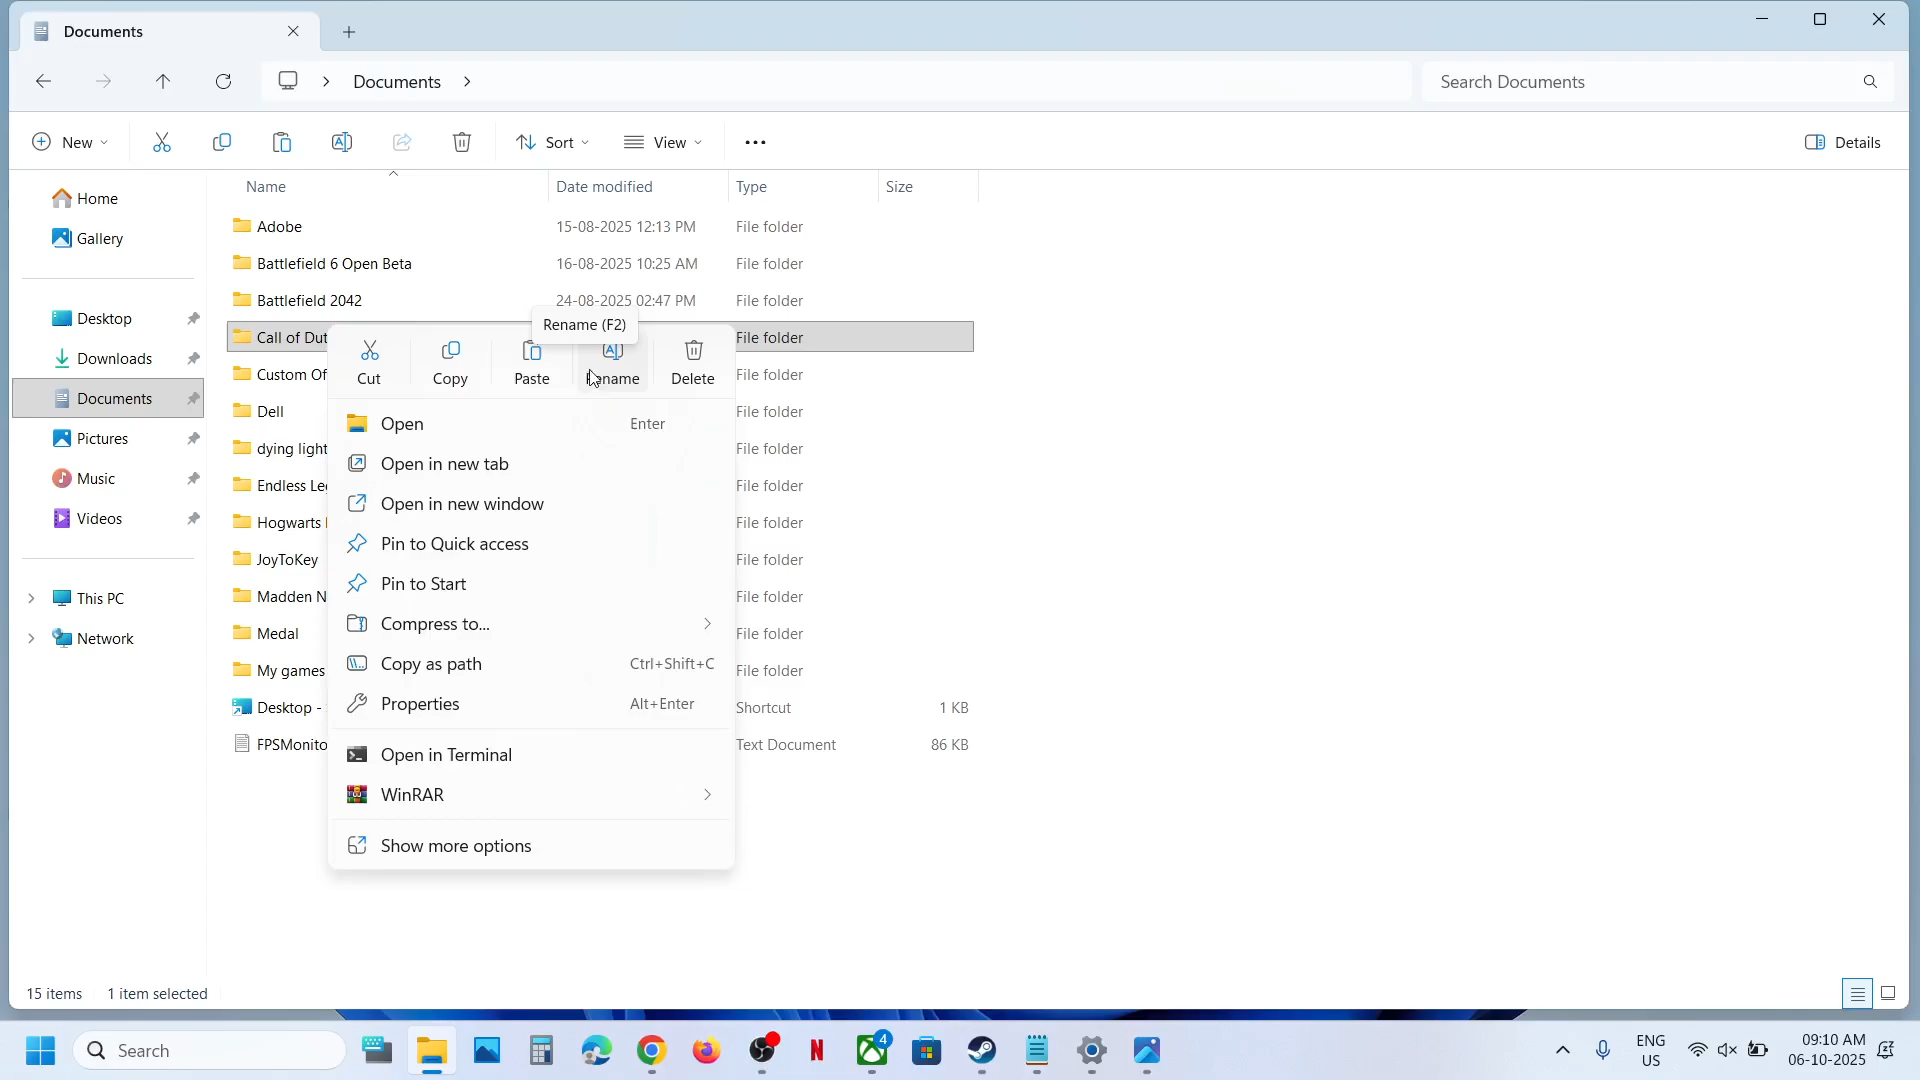 Documents
Documents
Search Documents
New
Sort
View
Details
Name
Date modified
Type
Size
Home
Gallery
Desktop
Downloads
Documents
Pictures
Music
Videos
This PC
Network
Adobe 15-08-2025 12:13 PM File folder
Battlefield 6 Open Beta 16-08-2025 10:25 AM File folder
Battlefield 2042 24-08-2025 02:47 PM File folder
Call of Dut File folder
Custom Of File folder
Dell File folder
dying light File folder
Endless Le File folder
Hogwarts File folder
JoyToKey File folder
Madden N File folder
Medal File folder
My games File folder
Desktop - Shortcut 1 KB
FPSMonito Text Document 86 KB
Rename (F2)
Cut
Copy
Paste
Rename
Delete
Open Enter
Open in new tab
Open in new window
Pin to Quick access
Pin to Start
Compress to...
Copy as path Ctrl+Shift+C
Properties Alt+Enter
Open in Terminal
WinRAR
Show more options
15 items 1 item selected
Search
4
ENG
US
09:10 AM
06-10-2025